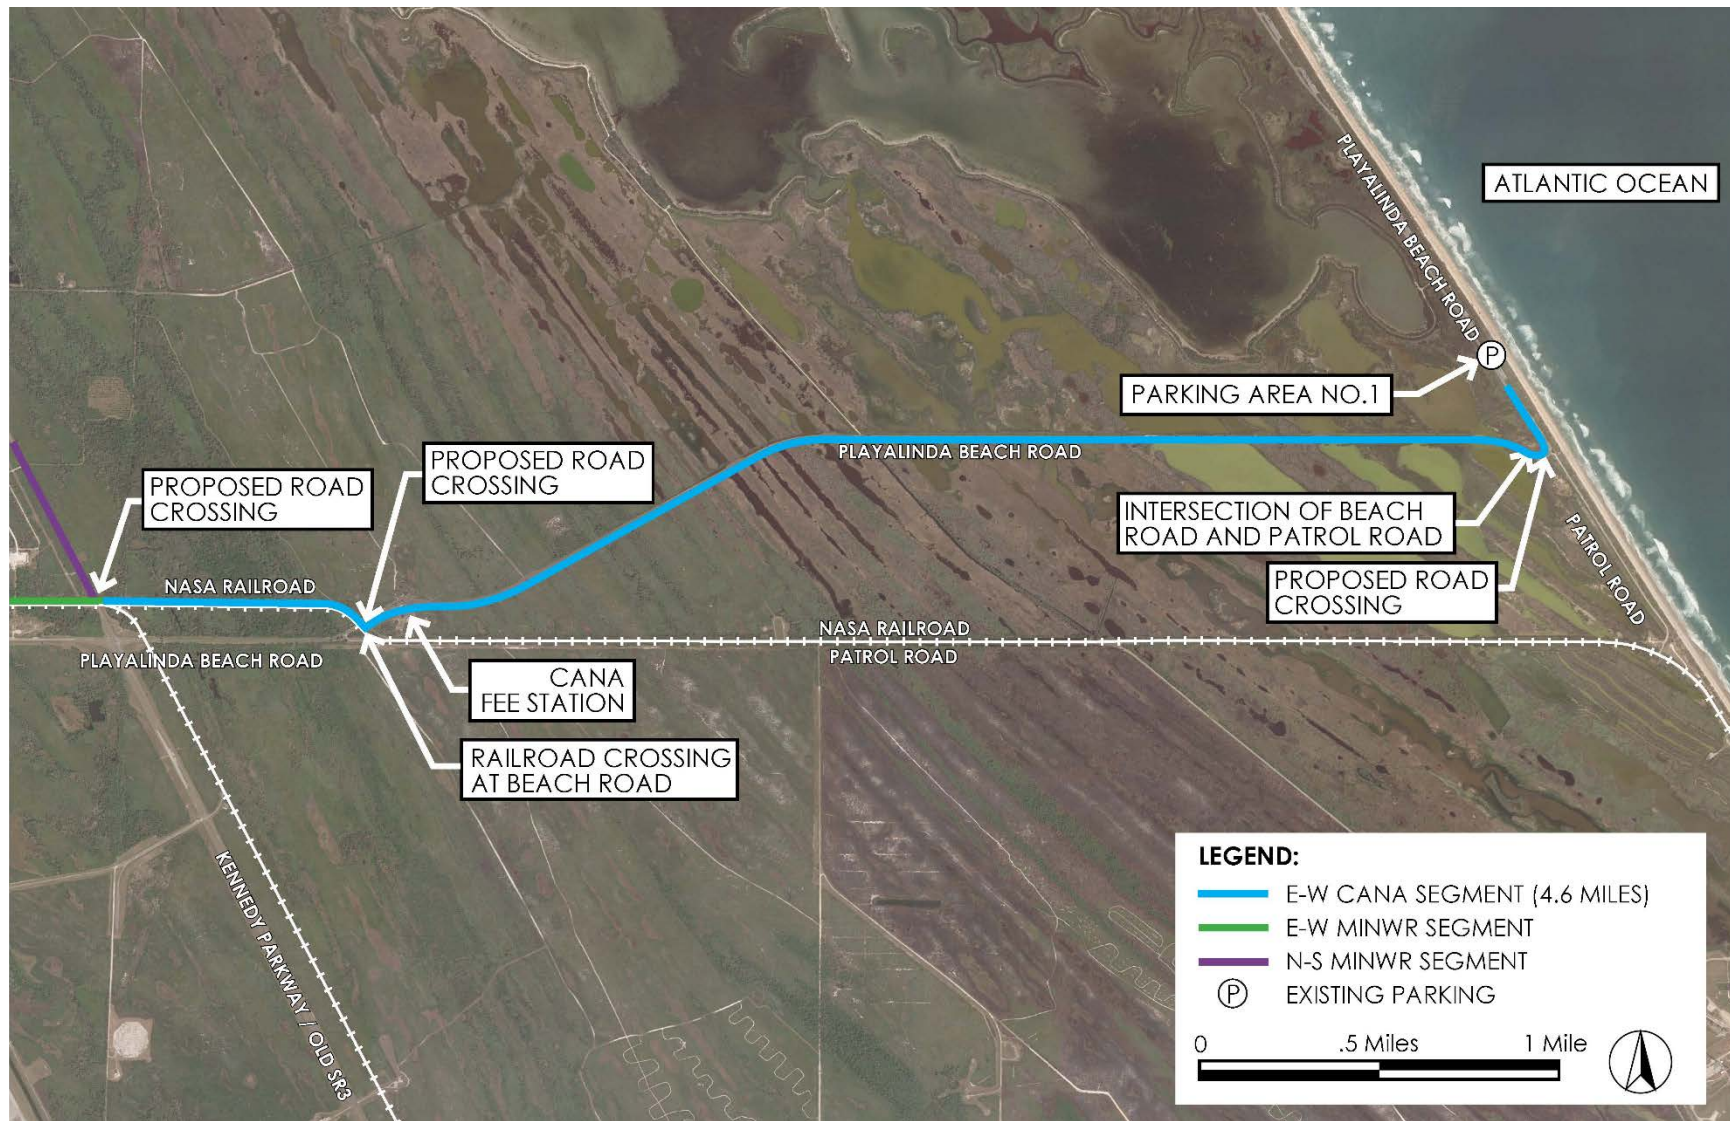 ATLANTIC OCEAN
PLAYALINDA BEACH ROAD
P
PARKING AREA NO.1
PLAYALINDA BEACH ROAD
PROPOSED ROAD
CROSSING
PROPOSED ROAD
CROSSING
INTERSECTION OF BEACH
ROAD AND PATROL ROAD
PATROL ROAD
PROPOSED ROAD
CROSSING
NASA RAILROAD
NASA RAILROAD
PATROL ROAD
PLAYALINDA BEACH ROAD
CANA
FEE STATION
RAILROAD CROSSING
AT BEACH ROAD
KENNEDY PARKWAY / OLD SR3
LEGEND:
E-W CANA SEGMENT (4.6 MILES)
E-W MINWR SEGMENT
N-S MINWR SEGMENT
P EXISTING PARKING
0 .5 Miles 1 Mile